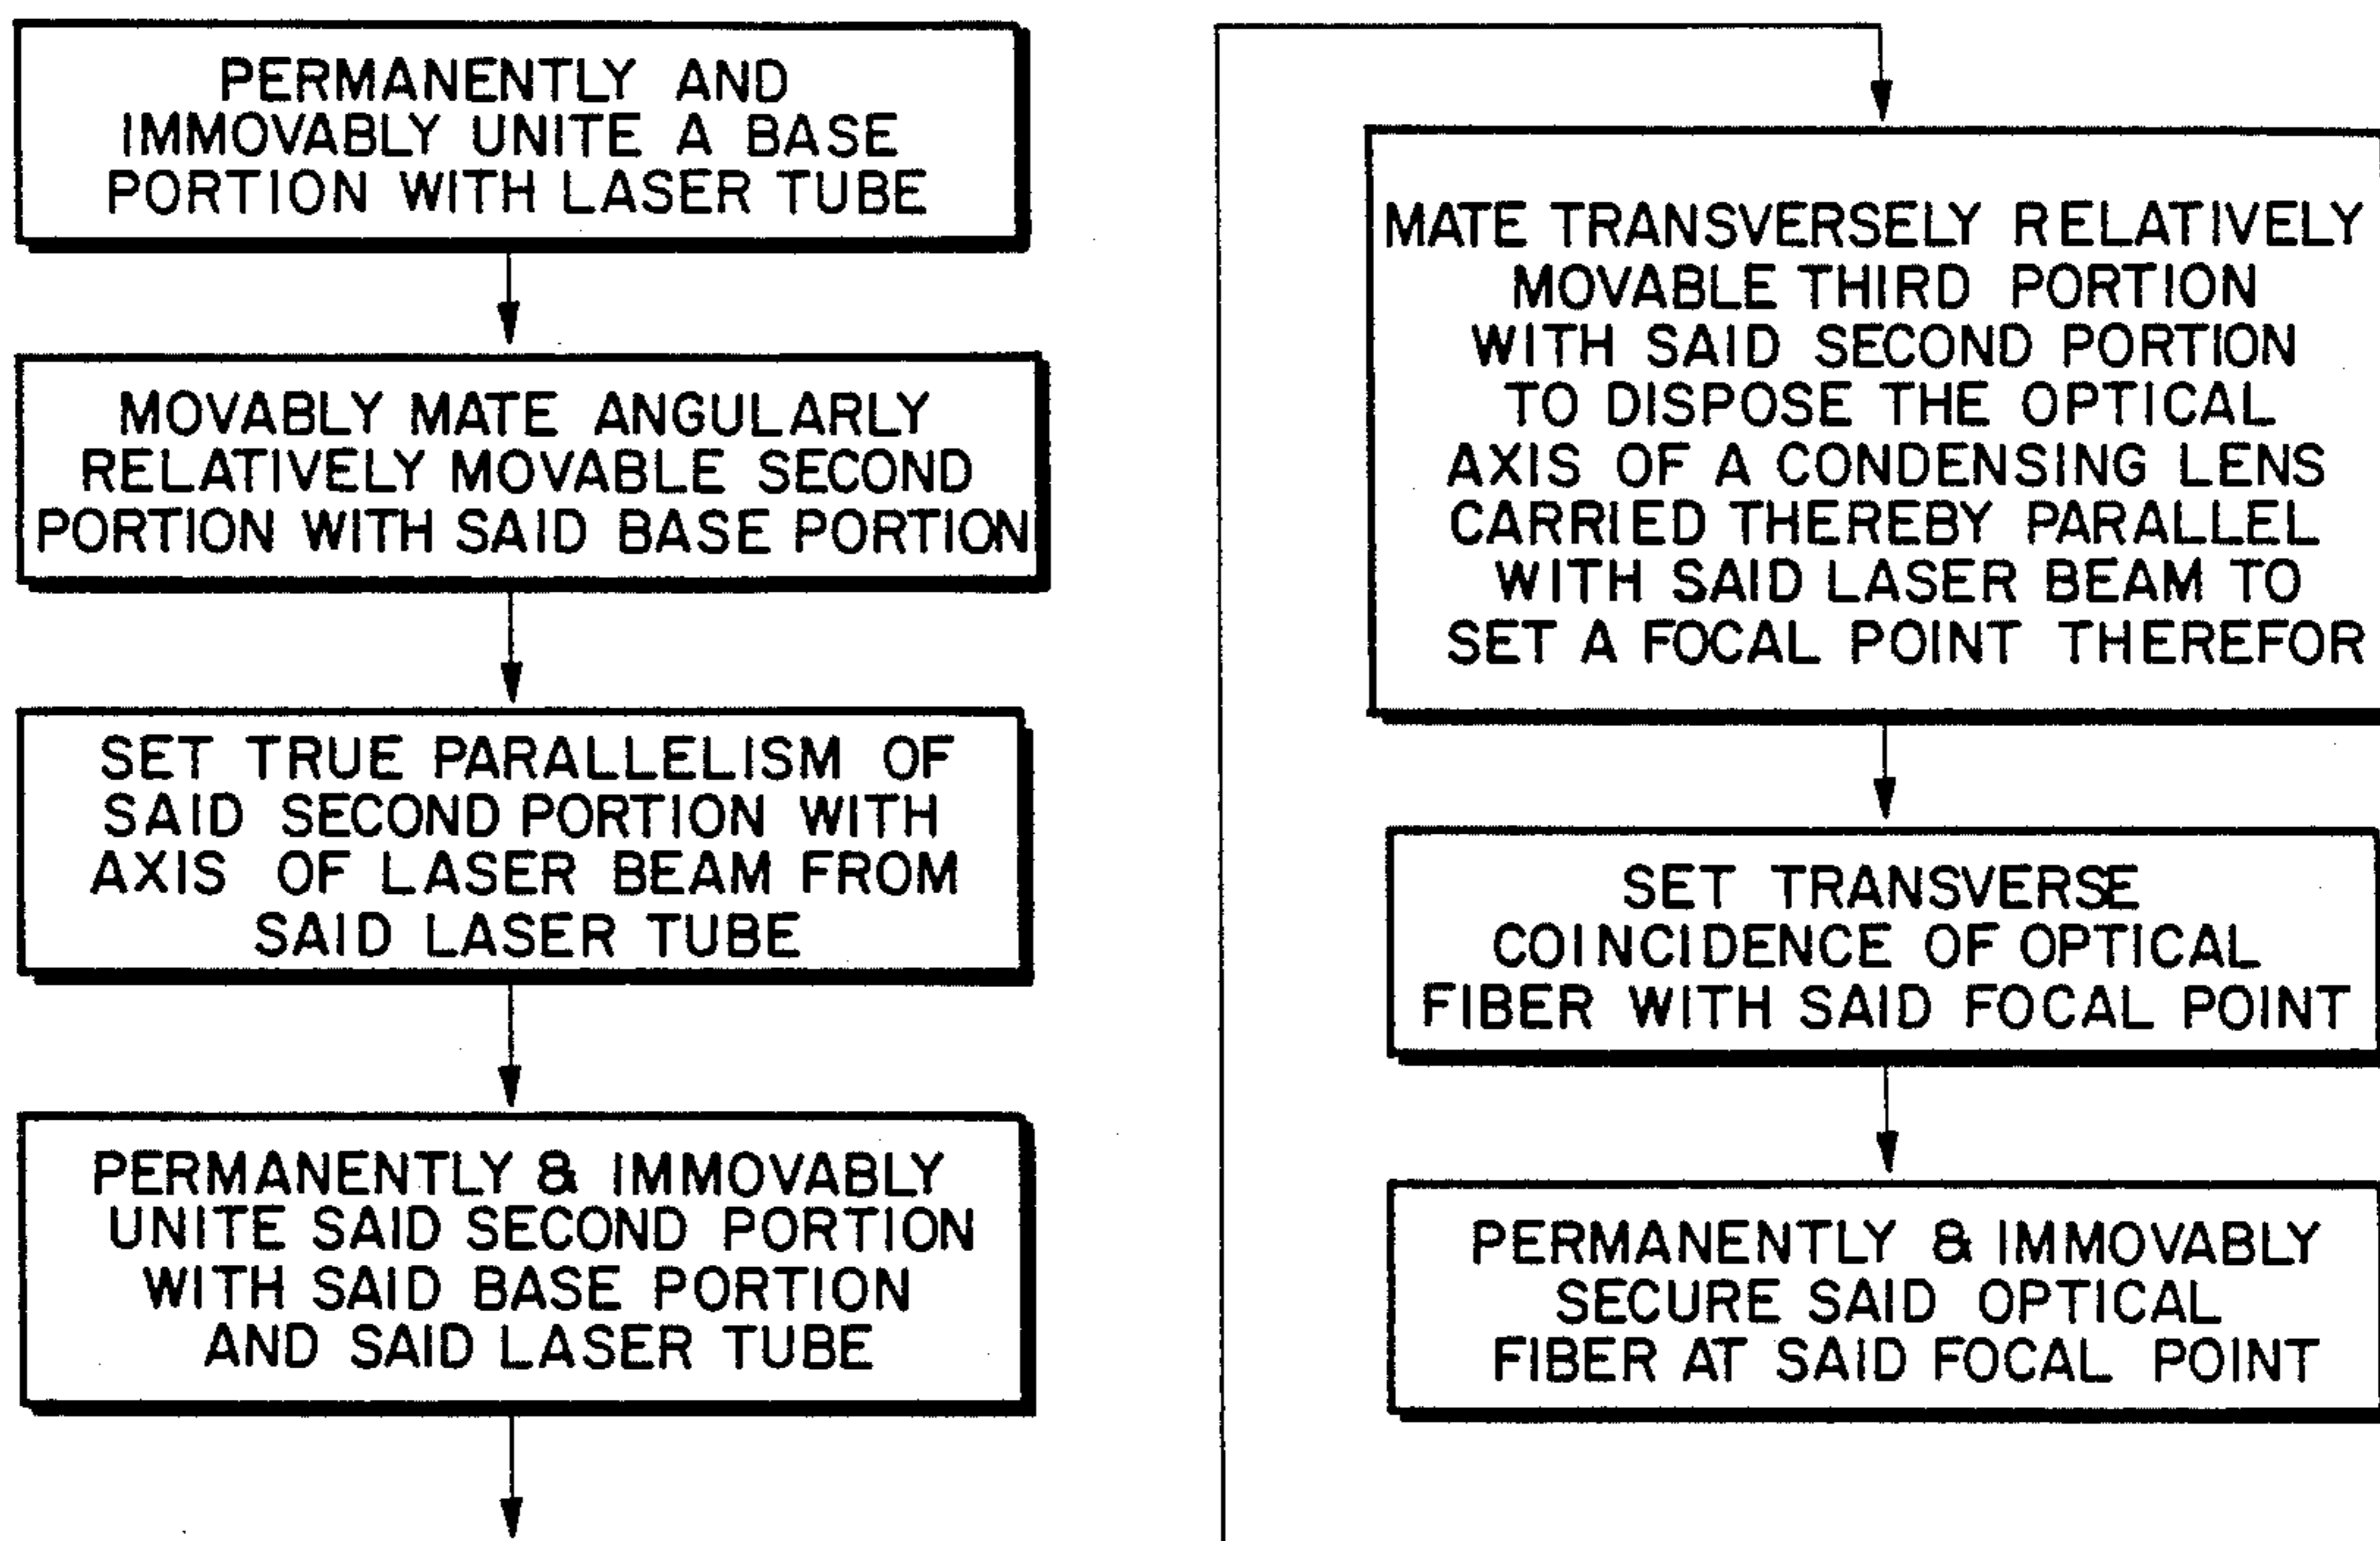 PERMANENTLY AND
IMMOVABLY UNITE A BASE
PORTION WITH LASER TUBE
MOVABLY MATE ANGULARLY
RELATIVELY MOVABLE SECOND
PORTION WITH SAID BASE PORTION
SET TRUE PARALLELISM OF
SAID SECOND PORTION WITH
AXIS OF LASER BEAM FROM
SAID LASER TUBE
PERMANENTLY & IMMOVABLY
UNITE SAID SECOND PORTION
WITH SAID BASE PORTION
AND SAID LASER TUBE
MATE TRANSVERSELY RELATIVELY
MOVABLE THIRD PORTION
WITH SAID SECOND PORTION
TO DISPOSE THE OPTICAL
AXIS OF A CONDENSING LENS
CARRIED THEREBY PARALLEL
WITH SAID LASER BEAM TO
SET A FOCAL POINT THEREFOR
SET TRANSVERSE
COINCIDENCE OF OPTICAL
FIBER WITH SAID FOCAL POINT
PERMANENTLY & IMMOVABLY
SECURE SAID OPTICAL
FIBER AT SAID FOCAL POINT